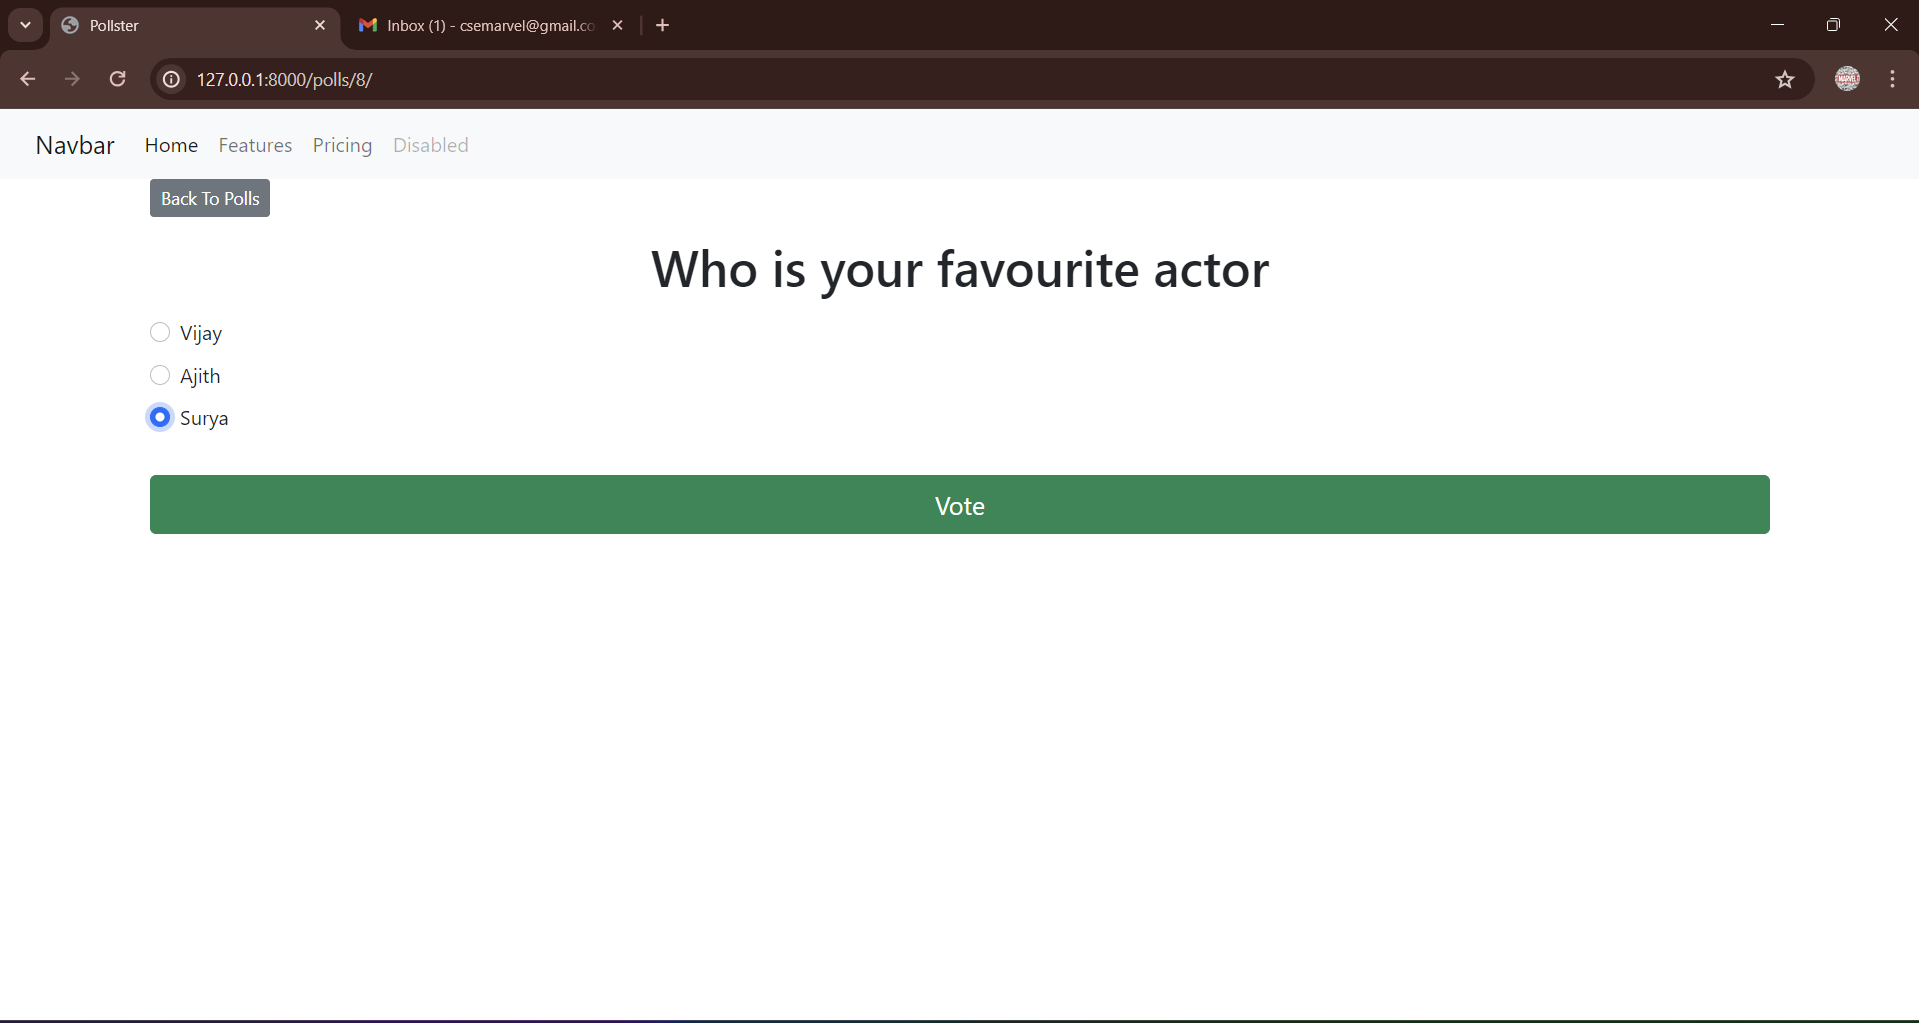 Pollster
Inbox (1) - csemarvel@gmail.co
127.0.0.1:8000/polls/8/
Navbar Home Features Pricing Disabled
Back To Polls
Who is your favourite actor
Vijay
Ajith
Surya
Vote